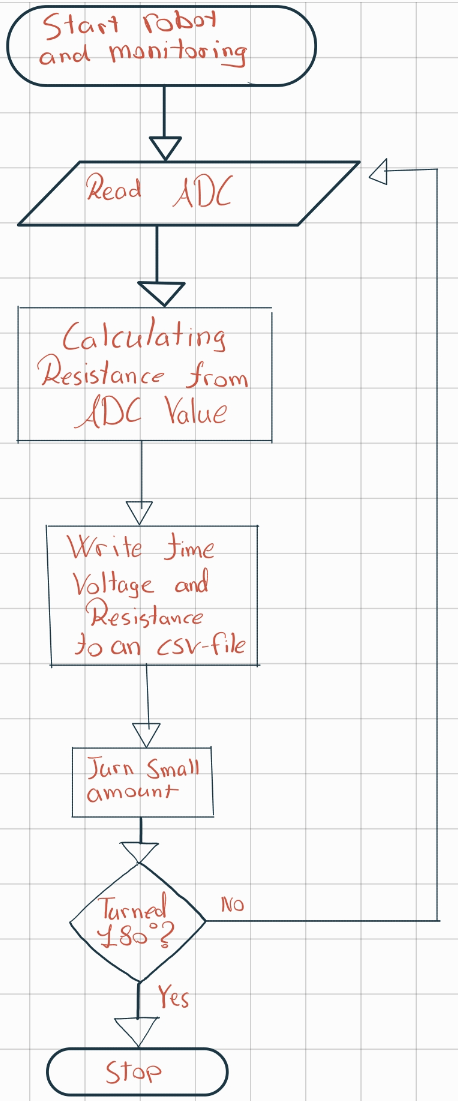 Start robot
and monitoring
Read ADC
Calculating
Resistance from
ADC Value
Write time
Voltage and
Resistance
to an csv-file
Turn Small
amount
Turned
180°?
No
Yes
Stop